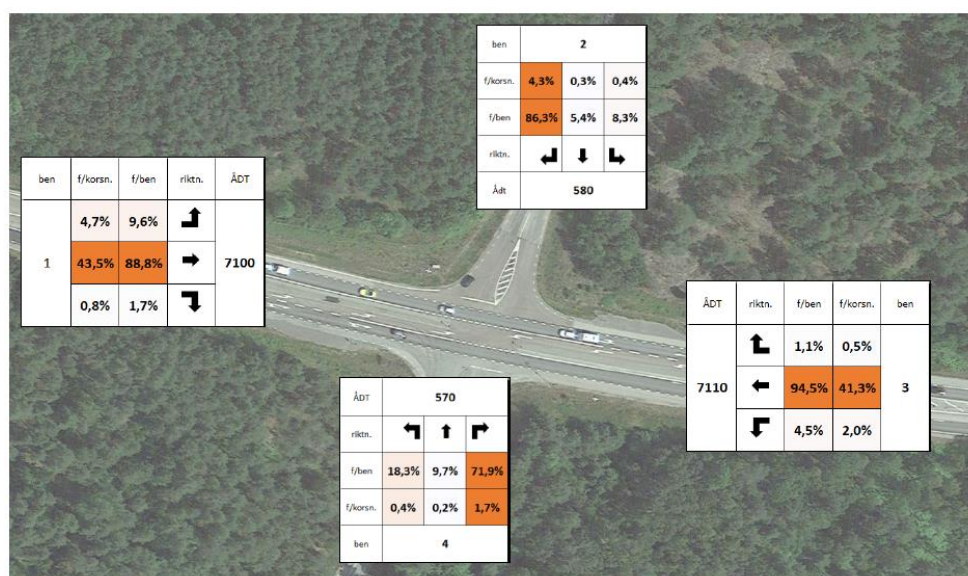 ben 2
f/korsn. 4,3% 0,3% 0,4%
f/ben 86,3% 5,4% 8,3%
riktn.
Ådt 580
ben f/korsn. f/ben riktn. ÅDT
4,7% 9,6%
1 43,5% 88,8% 7100
0,8% 1,7%
ÅDT riktn. f/ben f/korsn. ben
1,1% 0,5%
7110 94,5% 41,3% 3
4,5% 2,0%
ÅDT 570
riktn.
f/ben 18,3% 9,7% 71,9%
f/korsn. 0,4% 0,2% 1,7%
ben 4